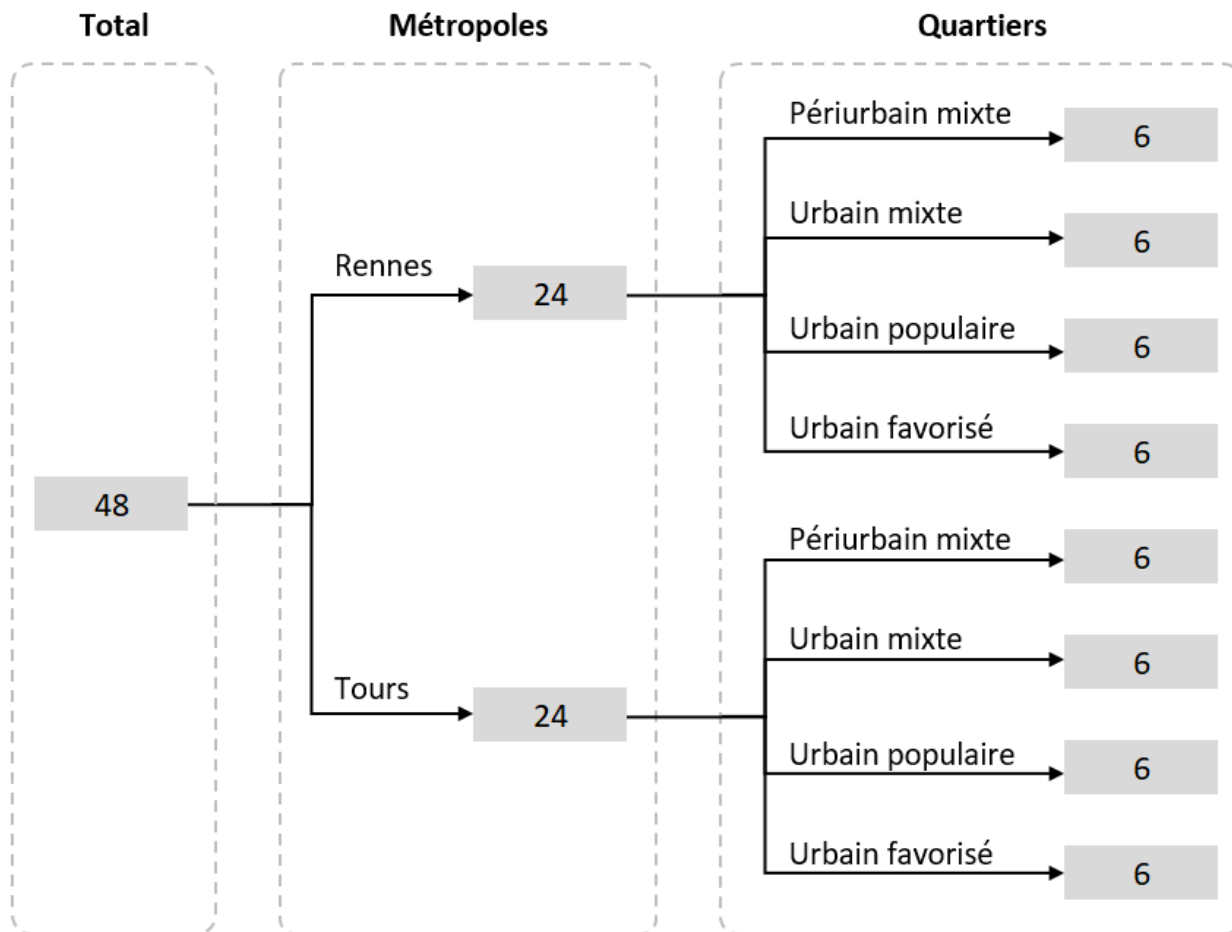 Total
Métropoles
Quartiers
Périurbain mixte
6
Urbain mixte
6
Rennes
24
Urbain populaire
6
Urbain favorisé
6
48
Périurbain mixte
6
Urbain mixte
6
Tours
24
Urbain populaire
6
Urbain favorisé
6